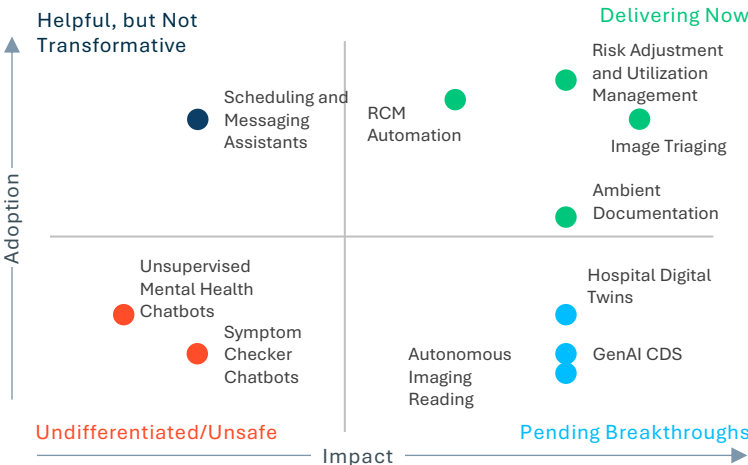 Helpful, but Not
Transformative
Delivering Now
Scheduling and
Messaging
Assistants
RCM
Automation
Risk Adjustment
and Utilization
Management
Image Triaging
Ambient
Documentation
Adoption
Unsupervised
Mental Health
Chatbots
Symptom
Checker
Chatbots
Hospital Digital
Twins
GenAI CDS
Autonomous
Imaging
Reading
Undifferentiated/Unsafe
Pending Breakthroughs
Impact